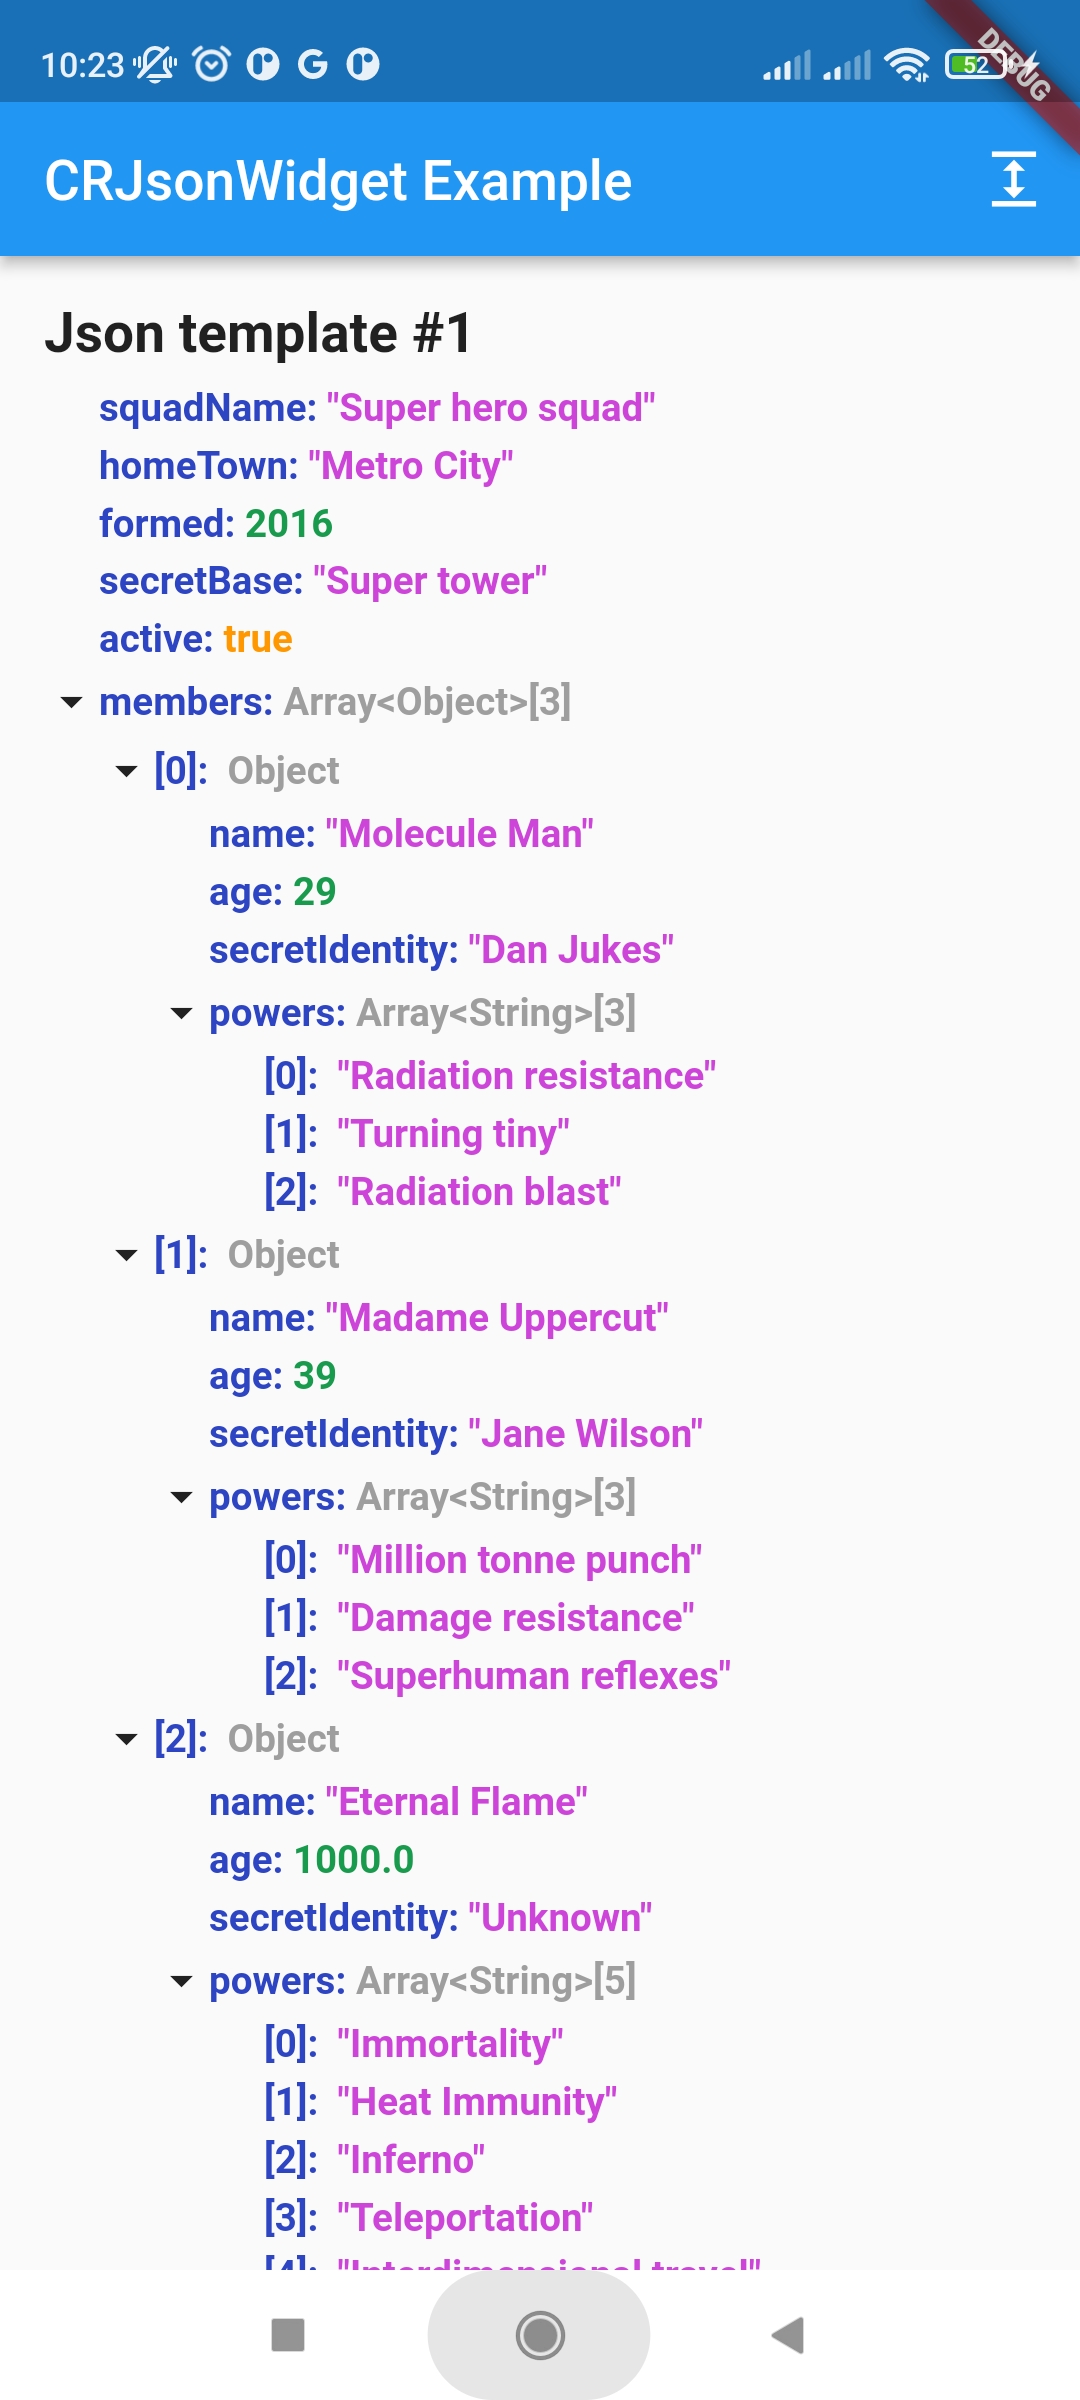 10:23
52
DEBUG
CRJsonWidget Example
Json template #1
squadName: "Super hero squad"
homeTown: "Metro City"
formed: 2016
secretBase: "Super tower"
active: true
members: Array<Object>[3]
[0]: Object
name: "Molecule Man"
age: 29
secretIdentity: "Dan Jukes"
powers: Array<String>[3]
[0]: "Radiation resistance"
[1]: "Turning tiny"
[2]: "Radiation blast"
[1]: Object
name: "Madame Uppercut"
age: 39
secretIdentity: "Jane Wilson"
powers: Array<String>[3]
[0]: "Million tonne punch"
[1]: "Damage resistance"
[2]: "Superhuman reflexes"
[2]: Object
name: "Eternal Flame"
age: 1000.0
secretIdentity: "Unknown"
powers: Array<String>[5]
[0]: "Immortality"
[1]: "Heat Immunity"
[2]: "Inferno"
[3]: "Teleportation"
[4]: "Interdimensional travel"